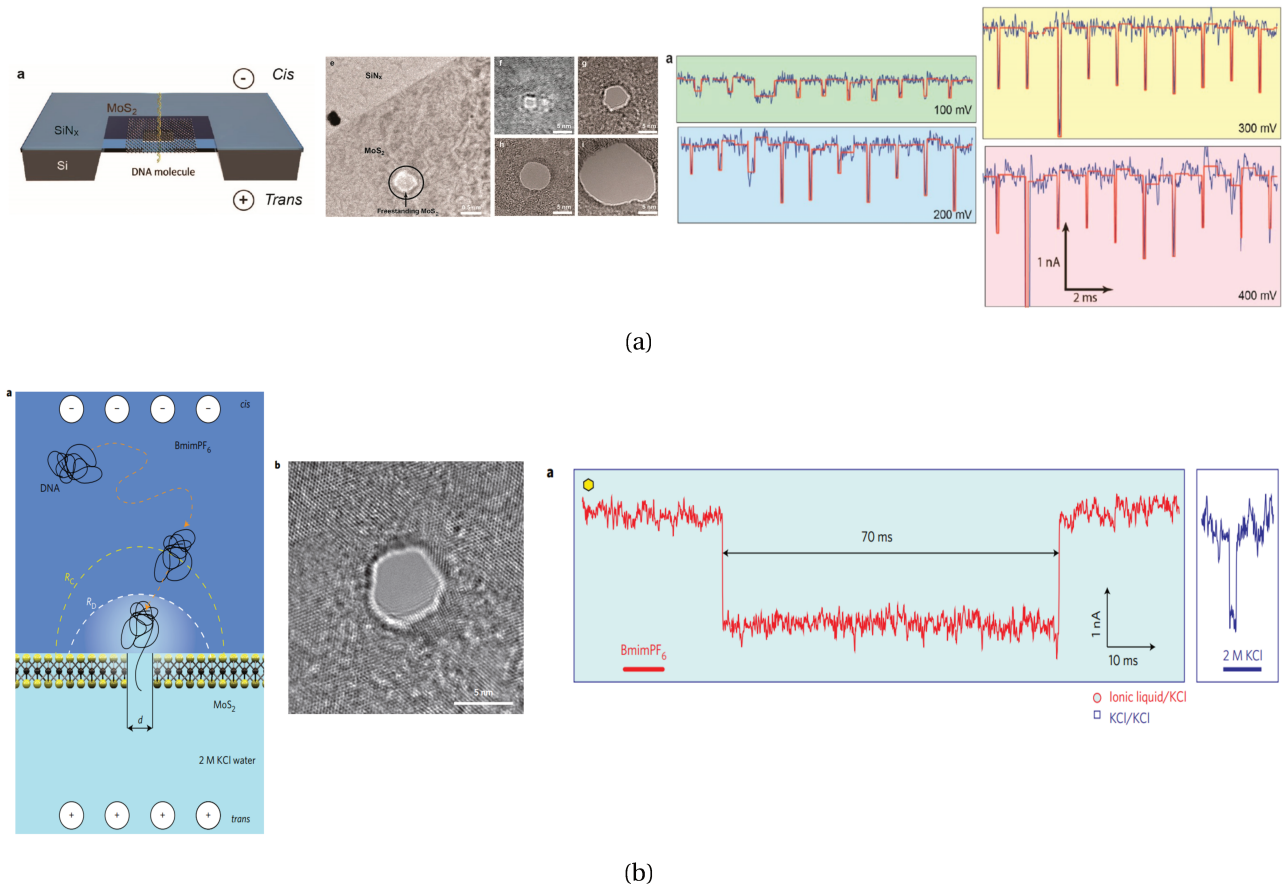 a
-
Cis
MoS2
SiNx
Si
DNA molecule
+
Trans
e
SiNx
MoS2
Freestanding MoS2
f
5 nm
g
5 nm
h
5 nm
i
5 nm
a
100 mV
200 mV
300 mV
1 nA
2 ms
400 mV
(a)
a
- - - -
cis
BmimPF6
DNA
RC
RD
MoS2
d
2 M KCl water
+ + + +
trans
b
5 nm
a
70 ms
1 nA
10 ms
BmimPF6
2 M KCl
Ionic liquid/KCl
KCl/KCl
(b)